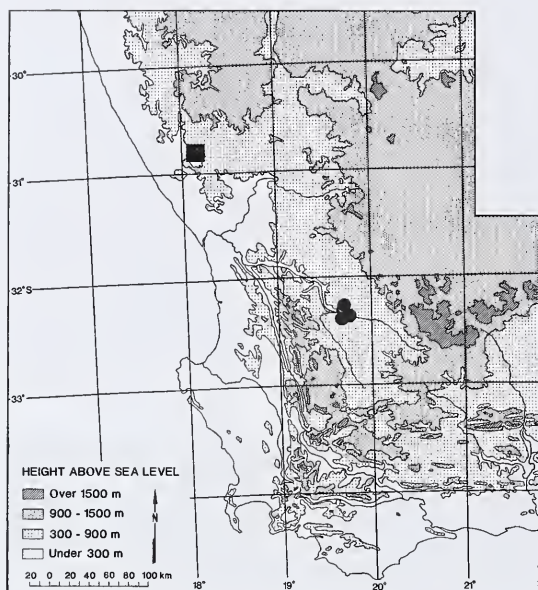 30°
31°
32°S
33°
HEIGHT ABOVE SEA LEVEL
Over 1500 m
900 - 1500 m
300 - 900 m
Under 300 m
N
20 0 20 40 60 80 100 km
18° 19° 20° 21°